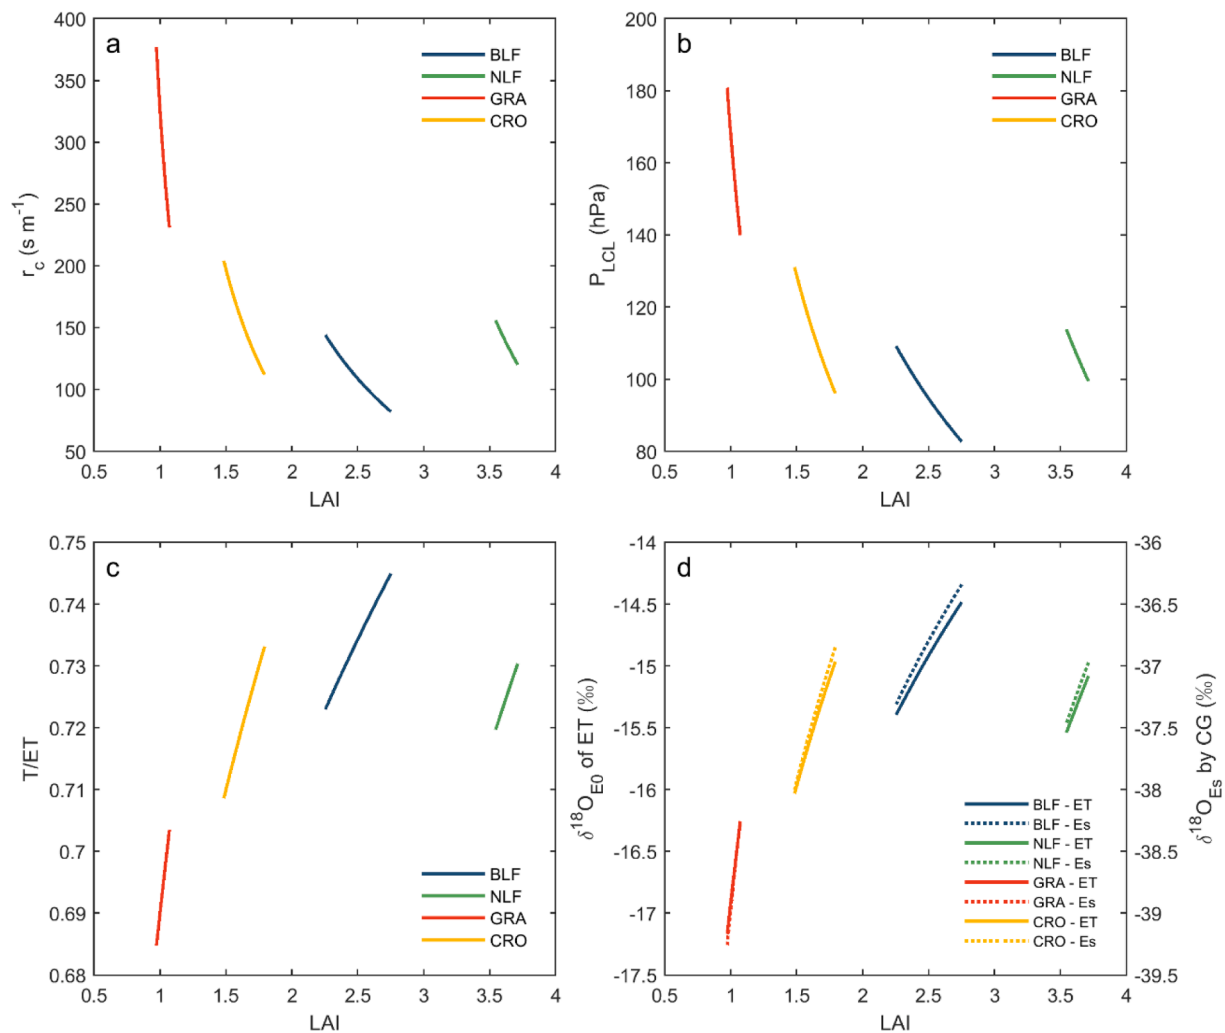 a
400
350
300
250
200
150
100
50
r_c (s m^-1)
0.5 1 1.5 2 2.5 3 3.5 4
LAI
BLF
NLF
GRA
CRO
b
200
180
160
140
120
100
80
P_LCL (hPa)
0.5 1 1.5 2 2.5 3 3.5 4
LAI
BLF
NLF
GRA
CRO
c
0.75
0.74
0.73
0.72
0.71
0.7
0.69
0.68
T/ET
0.5 1 1.5 2 2.5 3 3.5 4
LAI
BLF
NLF
GRA
CRO
d
-14
-14.5
-15
-15.5
-16
-16.5
-17
-17.5
δ^18O_E0 of ET (‰)
0.5 1 1.5 2 2.5 3 3.5 4
LAI
-36
-36.5
-37
-37.5
-38
-38.5
-39
-39.5
δ^18O_Es by CG (‰)
BLF - ET
BLF - Es
NLF - ET
NLF - Es
GRA - ET
GRA - Es
CRO - ET
CRO - Es